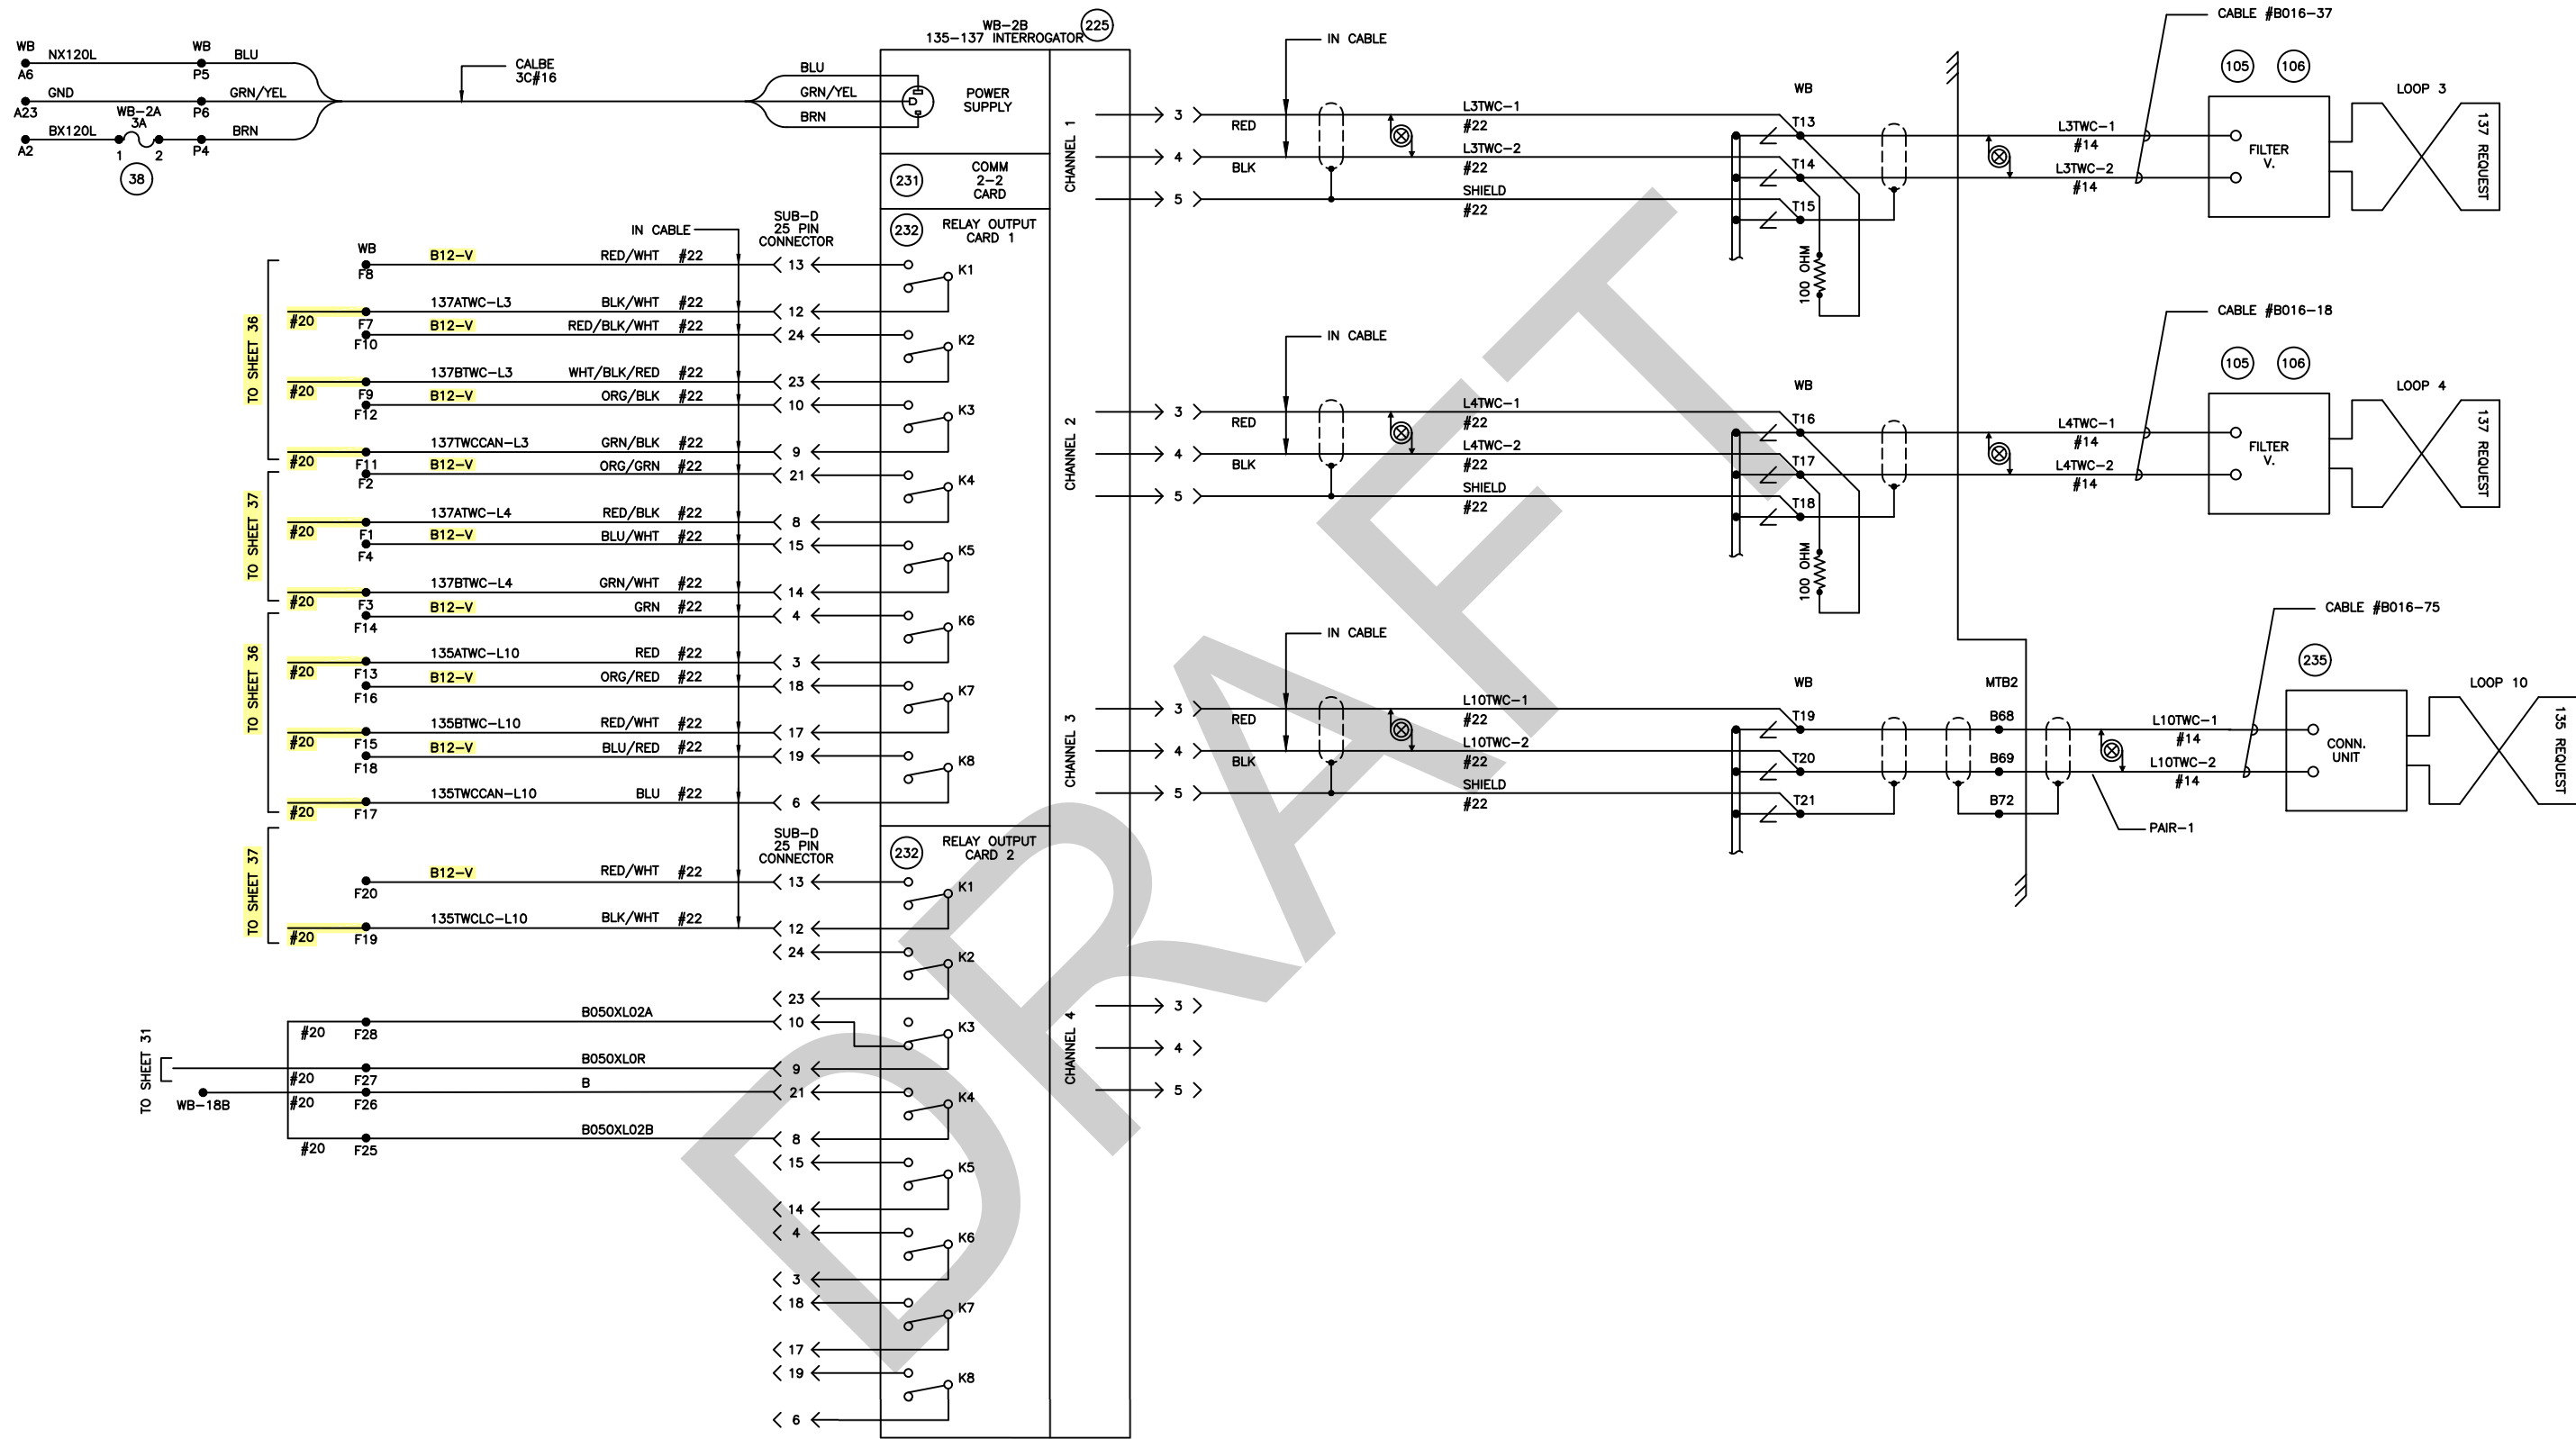 WB
NX120L
A6
WB
P5
BLU
GND
A23
P6
GRN/YEL
WB-2A
3A
BX120L
A2
1
2
P4
BRN
38
CALBE
3C#16
BLU
GRN/YEL
BRN
WB-2B
135-137 INTERROGATOR
225
POWER
SUPPLY
231
COMM
2-2
CARD
232
RELAY OUTPUT
CARD 1
IN CABLE
SUB-D
25 PIN
CONNECTOR
WB
TO SHEET 36
F8
B12-V RED/WHT #22 13
K1
#20
F7
137ATWC-L3 BLK/WHT #22 12
F10
B12-V RED/BLK/WHT #22 24
K2
#20
F9
137BTWC-L3 WHT/BLK/RED #22 23
F12
B12-V ORG/BLK #22 10
K3
#20
F11
137TWCCAN-L3 GRN/BLK #22 9
TO SHEET 37
F2
B12-V ORG/GRN #22 21
K4
#20
F1
137ATWC-L4 RED/BLK #22 8
F4
B12-V BLU/WHT #22 15
K5
#20
F3
137BTWC-L4 GRN/WHT #22 14
TO SHEET 36
F14
B12-V GRN #22 4
K6
#20
F13
135ATWC-L10 RED #22 3
F16
B12-V ORG/RED #22 18
K7
#20
F15
135BTWC-L10 RED/WHT #22 17
F18
B12-V BLU/RED #22 19
K8
#20
F17
135TWCCAN-L10 BLU #22 6
SUB-D
25 PIN
CONNECTOR
232
RELAY OUTPUT
CARD 2
TO SHEET 37
F20
B12-V RED/WHT #22 13
K1
#20
F19
135TWCLC-L10 BLK/WHT #22 12
24
K2
23
TO SHEET 31
#20
F28
B050XL02A
10
K3
#20
F27
B050XL0R
9
WB-18B
#20
F26
B
21
K4
#20
F25
B050XL02B
8
15
K5
14
4
K6
3
18
K7
17
19
K8
6
CHANNEL 1
3
RED
IN CABLE
L3TWC-1
#22
4
BLK
L3TWC-2
#22
5
SHIELD
#22
WB
T13
T14
T15
100 OHM
L3TWC-1
#14
L3TWC-2
#14
CABLE #B016-37
105
106
FILTER
V.
LOOP 3
137 REQUEST
CHANNEL 2
3
RED
IN CABLE
L4TWC-1
#22
4
BLK
L4TWC-2
#22
5
SHIELD
#22
WB
T16
T17
T18
100 OHM
L4TWC-1
#14
L4TWC-2
#14
CABLE #B016-18
105
106
FILTER
V.
LOOP 4
137 REQUEST
CHANNEL 3
3
RED
IN CABLE
L10TWC-1
#22
4
BLK
L10TWC-2
#22
5
SHIELD
#22
WB
T19
T20
T21
MTB2
B68
B69
B72
PAIR-1
L10TWC-1
#14
L10TWC-2
#14
CABLE #B016-75
235
CONN.
UNIT
LOOP 10
135 REQUEST
CHANNEL 4
3
4
5
DRAFT